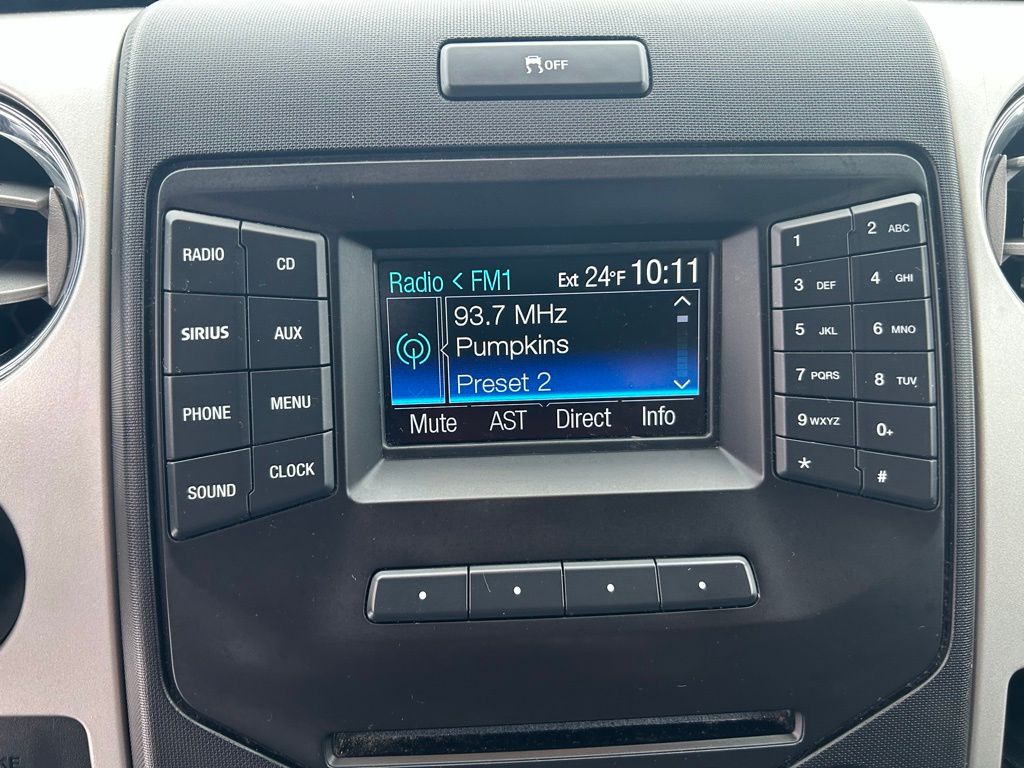 OFF
RADIO
CD
SIRIUS
AUX
PHONE
MENU
SOUND
CLOCK
Radio < FM1 Ext 24°F 10:11
93.7 MHz
Pumpkins
Preset 2
Mute AST Direct Info
1
2 ABC
3 DEF
4 GHI
5 JKL
6 MNO
7 PQRS
8 TUV
9 WXYZ
0+
*
#